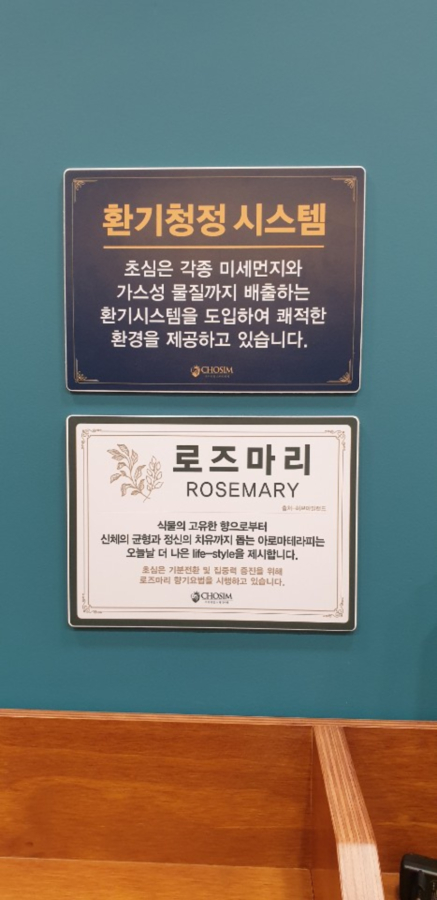 환기청정 시스템
초심은 각종 미세먼지와
가스성 물질까지 배출하는
환기시스템을 도입하여 쾌적한
환경을 제공하고 있습니다.
CHOSIM
로즈마리
ROSEMARY
식물의 고유한 향으로부터
신체의 균형과 정신의 치유까지 돕는 아로마테라피는
오늘날 더 나은 life-style을 제시합니다.
초심은 기분전환 및 집중력 증진을 위해
로즈마리 향기요법을 시행하고 있습니다.
CHOSIM